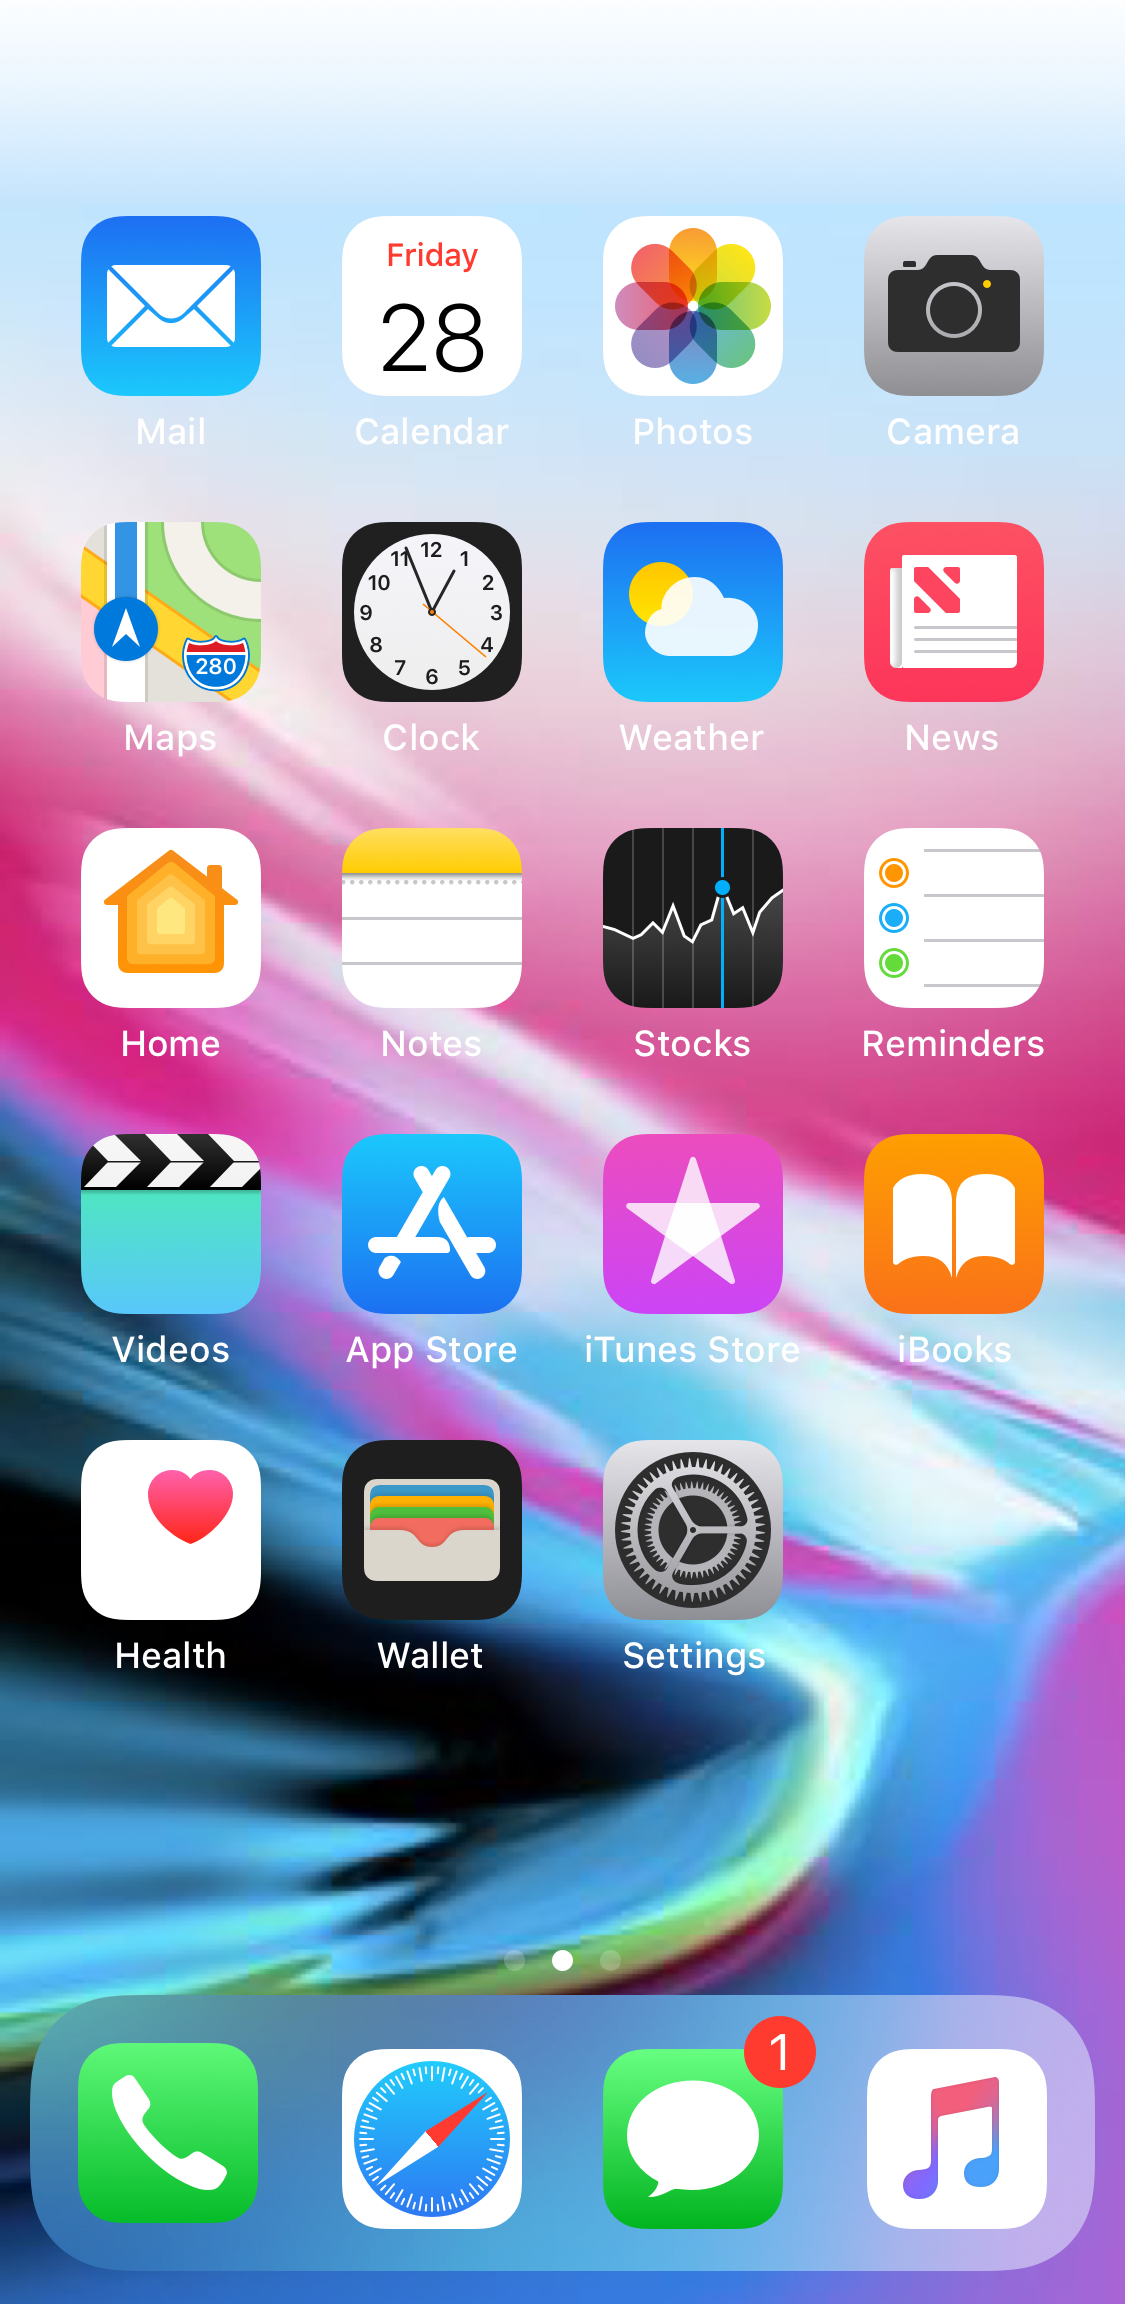 Friday
28
Mail
Calendar
Photos
Camera
280
12
11
1
10
2
9
3
8
4
7
5
6
Maps
Clock
Weather
News
Home
Notes
Stocks
Reminders
Videos
App Store
iTunes Store
iBooks
Health
Wallet
Settings
1